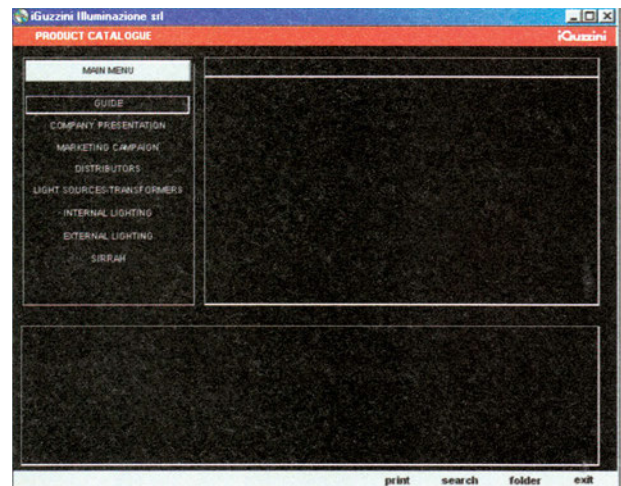 iGuzzini Illuminazione srl
PRODUCT CATALOGUE
iGuzzini
MAIN MENU
GUIDE
COMPANY PRESENTATION
MARKETING CAMPAIGN
DISTRIBUTORS
LIGHT SOURCES-TRANSFORMERS
INTERNAL LIGHTING
EXTERNAL LIGHTING
SIRRAH
print search folder exit